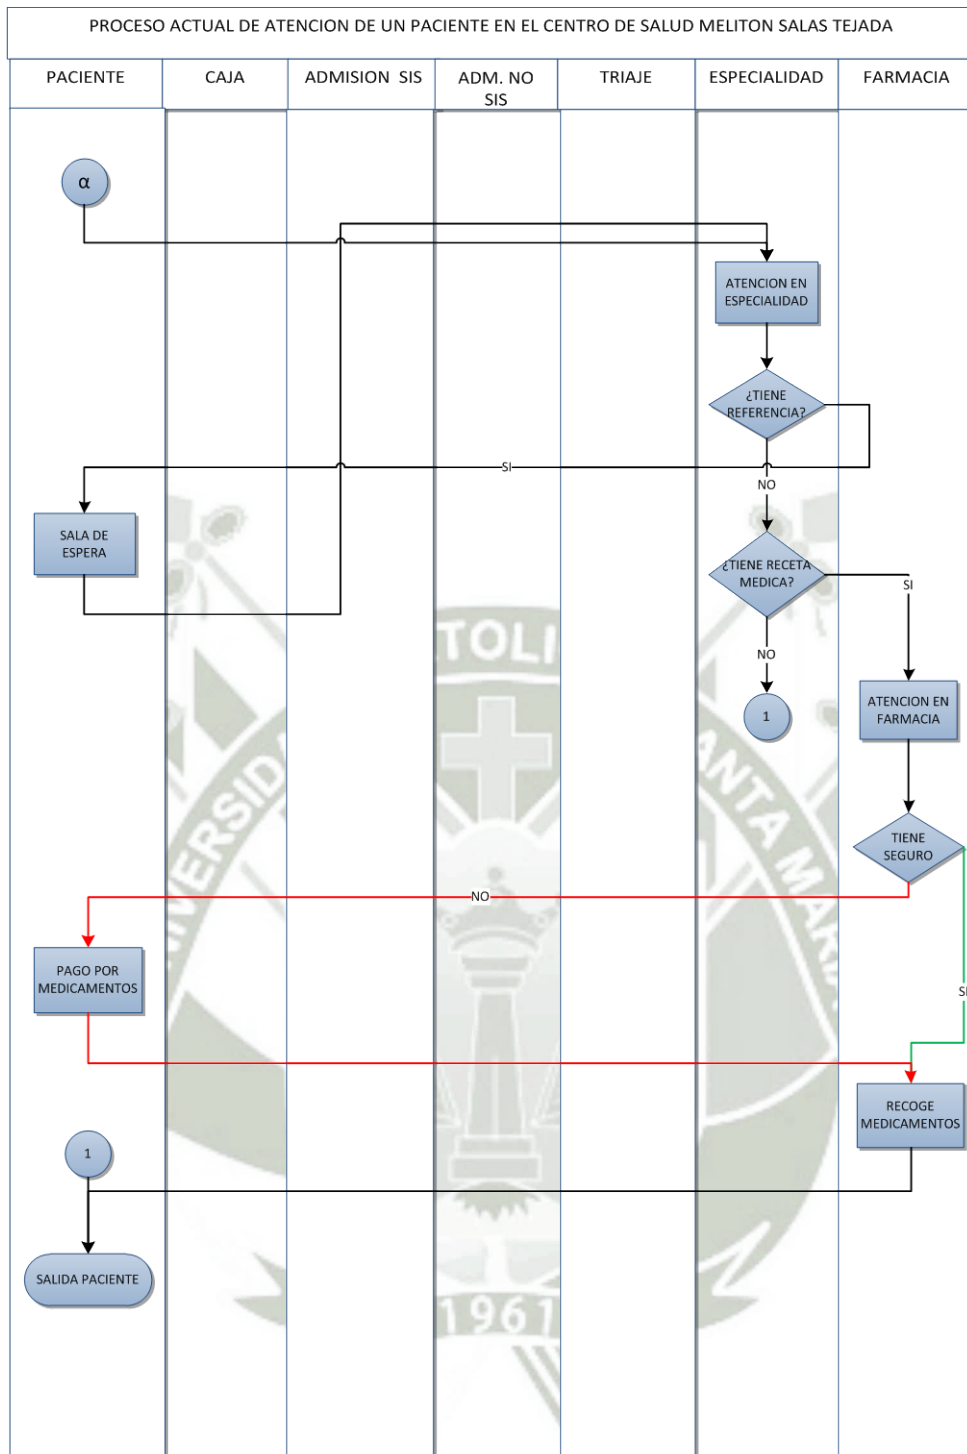 PROCESO ACTUAL DE ATENCION DE UN PACIENTE EN EL CENTRO DE SALUD MELITON SALAS TEJADA
PACIENTE
CAJA
ADMISION SIS
ADM. NO
SIS
TRIAJE
ESPECIALIDAD
FARMACIA
α
ATENCION EN
ESPECIALIDAD
¿TIENE
REFERENCIA?
SI
NO
SALA DE
ESPERA
¿TIENE RECETA
MEDICA?
SI
NO
1
ATENCION EN
FARMACIA
TIENE
SEGURO
NO
SI
PAGO POR
MEDICAMENTOS
RECOGE
MEDICAMENTOS
1
SALIDA PACIENTE
TOLI
VERSID
ANTA MARIA
1961